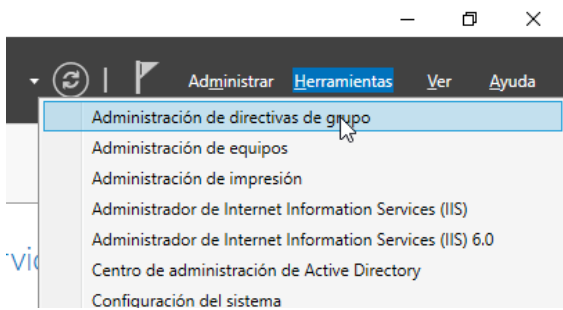 Administrar Herramientas Ver Ayuda
Administración de directivas de grupo
Administración de equipos
Administración de impresión
Administrador de Internet Information Services (IIS)
Administrador de Internet Information Services (IIS) 6.0
Centro de administración de Active Directory
Configuración del sistema